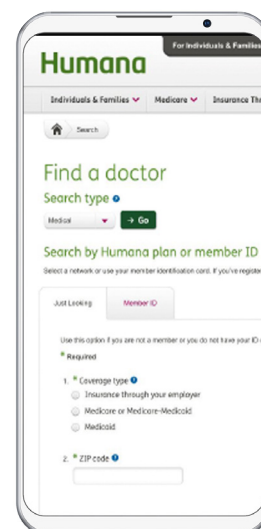 For Individuals & Families
Humana
Individuals & Families Medicare Insurance Thr
Search
Find a doctor
Search type
Medical Go
Search by Humana plan or member ID
Select a network or use your member identification card. If you've register
Just Looking Member ID
Use this option if you are not a member or you do not have your ID
* Required
1. * Coverage type
Insurance through your employer
Medicare or Medicare-Medicaid
Medicaid
2. * ZIP code